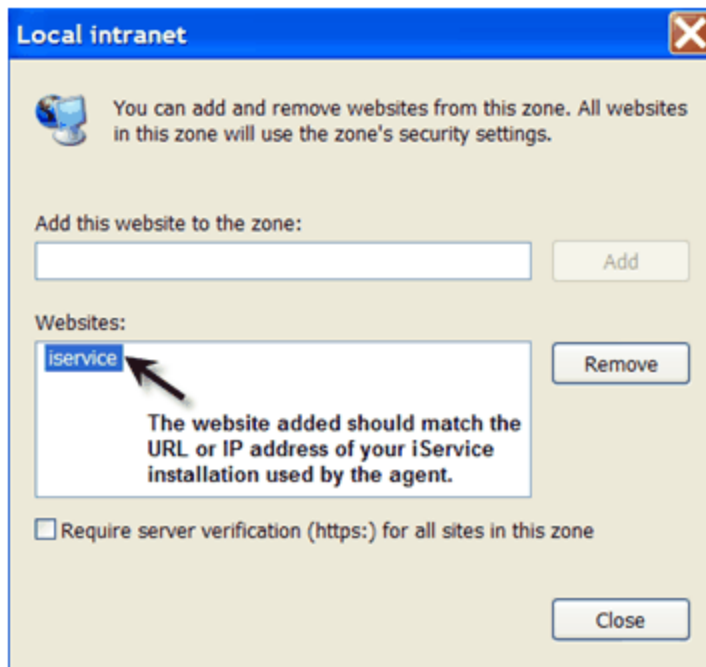 Local intranet
You can add and remove websites from this zone. All websites
in this zone will use the zone's security settings.
Add this website to the zone:
Add
Websites:
iservice
Remove
The website added should match the
URL or IP address of your iService
installation used by the agent.
Require server verification (https:) for all sites in this zone
Close